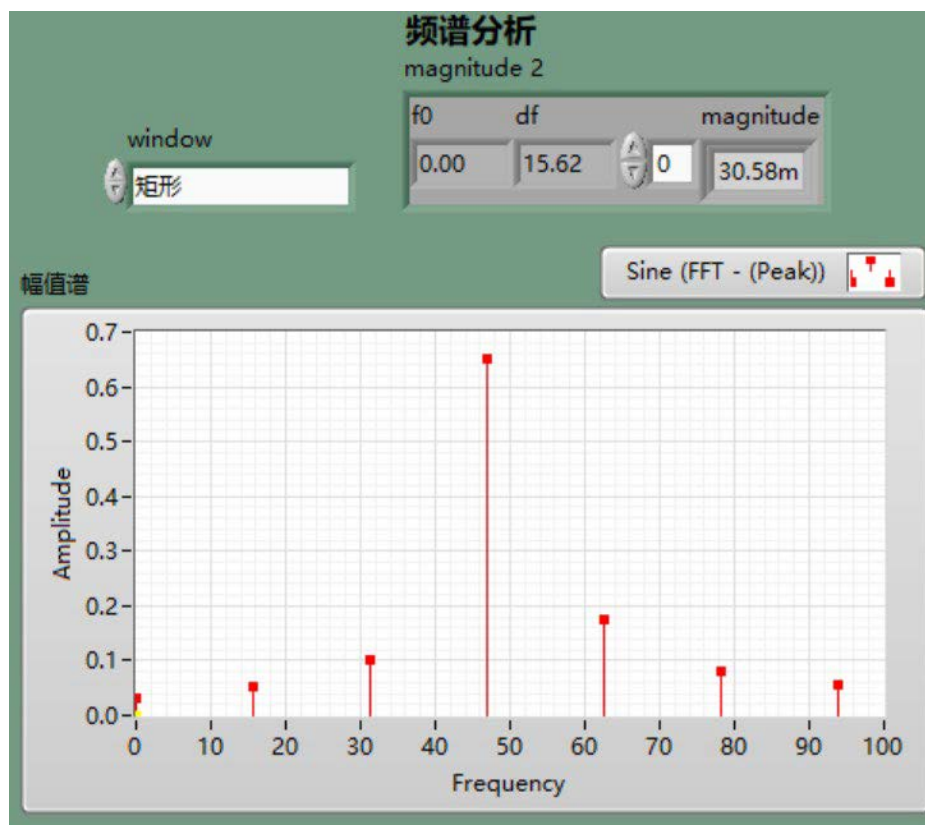 频谱分析
magnitude 2
f0 df magnitude
window
0.00 15.62 0 30.58m
矩形
Sine (FFT - (Peak))
幅值谱
0.7
0.6
0.5
0.4
0.3
0.2
0.1
0.0
Amplitude
0 10 20 30 40 50 60 70 80 90 100
Frequency